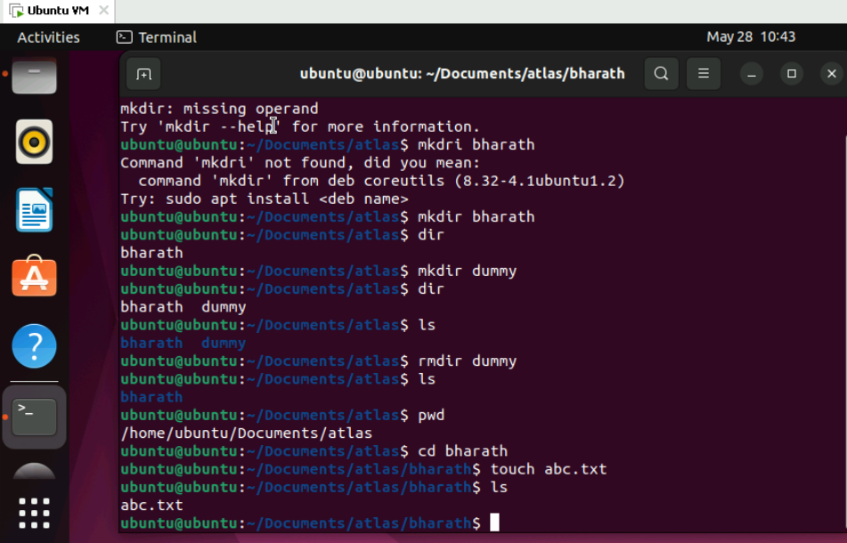 Ubuntu VM
Activities
Terminal
May 28 10:43
ubuntu@ubuntu: ~/Documents/atlas/bharath
mkdir: missing operand
Try 'mkdir --help' for more information.
ubuntu@ubuntu:~/Documents/atlas$ mkdri bharath
Command 'mkdri' not found, did you mean:
command 'mkdir' from deb coreutils (8.32-4.1ubuntu1.2)
Try: sudo apt install <deb name>
ubuntu@ubuntu:~/Documents/atlas$ mkdir bharath
ubuntu@ubuntu:~/Documents/atlas$ dir
bharath
ubuntu@ubuntu:~/Documents/atlas$ mkdir dummy
ubuntu@ubuntu:~/Documents/atlas$ dir
bharath  dummy
ubuntu@ubuntu:~/Documents/atlas$ ls
bharath  dummy
ubuntu@ubuntu:~/Documents/atlas$ rmdir dummy
ubuntu@ubuntu:~/Documents/atlas$ ls
bharath
ubuntu@ubuntu:~/Documents/atlas$ pwd
/home/ubuntu/Documents/atlas
ubuntu@ubuntu:~/Documents/atlas$ cd bharath
ubuntu@ubuntu:~/Documents/atlas/bharath$ touch abc.txt
ubuntu@ubuntu:~/Documents/atlas/bharath$ ls
abc.txt
ubuntu@ubuntu:~/Documents/atlas/bharath$